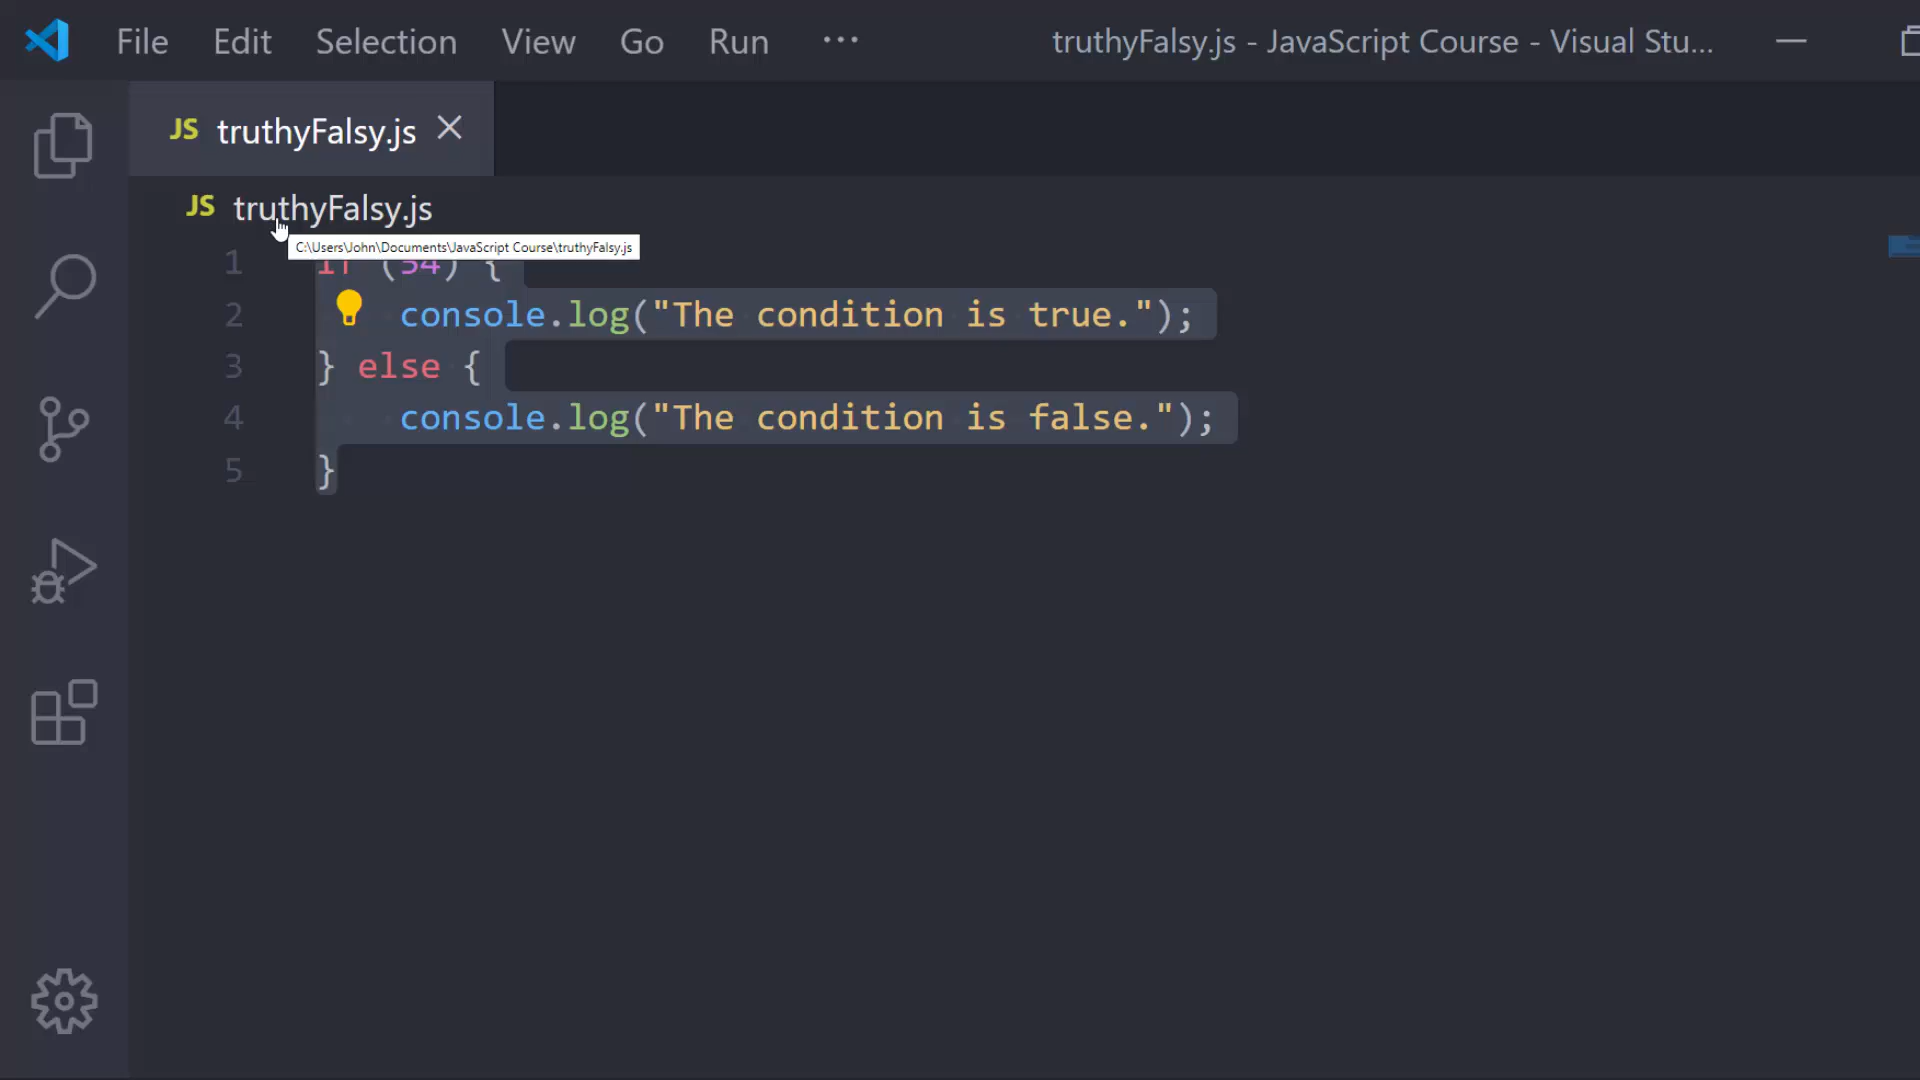 File Edit Selection View Go Run ··· truthyFalsy.js - JavaScript Course - Visual Stu...
JS truthyFalsy.js
JS truthyFalsy.js
C:\Users\John\Documents\JavaScript Course\truthyFalsy.js
1 if (54) {
2 console.log("The condition is true.");
3 } else {
4 console.log("The condition is false.");
5 }